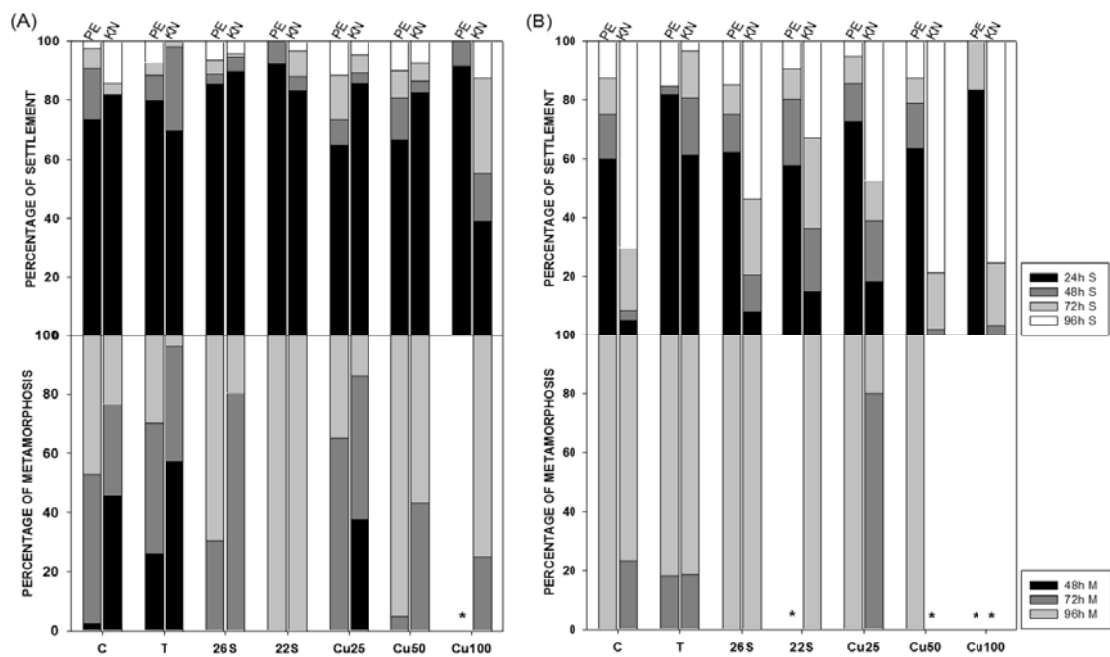 (A)
PE KN PE KN PE KN PE KN PE KN PE KN PE KN
100
80
60
40
20
PERCENTAGE OF SETTLEMENT
100
0
80
60
40
20
0
PERCENTAGE OF METAMORPHOSIS
* 
C T 26S 22S Cu25 Cu50 Cu100
(B)
PE KN PE KN PE KN PE KN PE KN PE KN PE KN
100
80
60
40
20
PERCENTAGE OF SETTLEMENT
100
80
60
40
20
0
PERCENTAGE OF METAMORPHOSIS
* * * *
C T 26S 22S Cu25 Cu50 Cu100
24h S
48h S
72h S
96h S
48h M
72h M
96h M